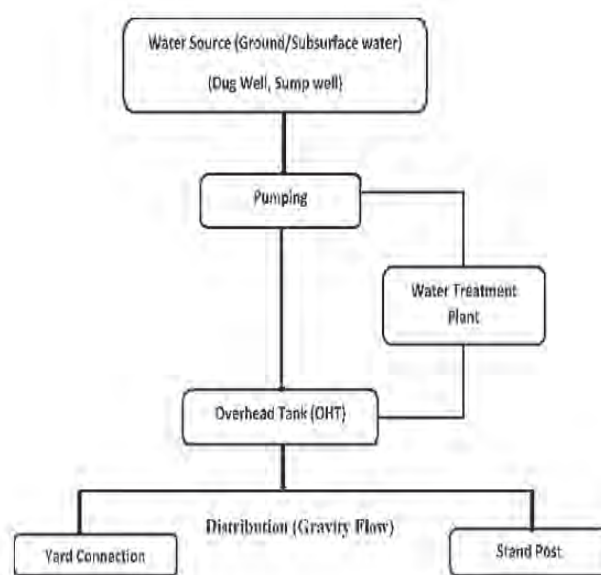 Water Source (Ground/Subsurface water)
(Dug Well, Sump well)
Pumping
Water Treatment
Plant
Overhead Tank (OHT)
Distribution (Gravity Flow)
Yard Connection
Stand Post